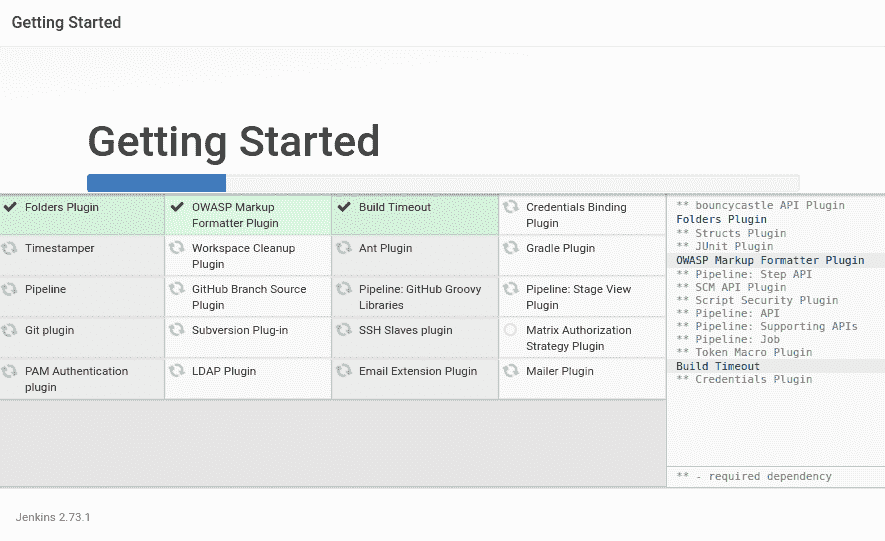 Getting Started
Getting Started
Folders Plugin
OWASP Markup
Formatter Plugin
Build Timeout
Credentials Binding
Plugin
Timestamper
Workspace Cleanup
Plugin
Ant Plugin
Gradle Plugin
Pipeline
GitHub Branch Source
Plugin
Pipeline: GitHub Groovy
Libraries
Pipeline: Stage View
Plugin
Git plugin
Subversion Plug-in
SSH Slaves plugin
Matrix Authorization
Strategy Plugin
PAM Authentication
plugin
LDAP Plugin
Email Extension Plugin
Mailer Plugin
** bouncycastle API Plugin
Folders Plugin
** Structs Plugin
** JUnit Plugin
OWASP Markup Formatter Plugin
** Pipeline: Step API
** SCM API Plugin
** Script Security Plugin
** Pipeline: API
** Pipeline: Supporting APIs
** Pipeline: Job
** Token Macro Plugin
Build Timeout
** Credentials Plugin
** - required dependency
Jenkins 2.73.1